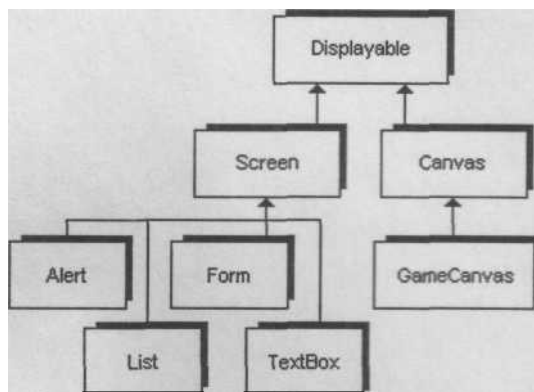 Displayable
Screen
Canvas
Alert
Form
GameCanvas
List
TextBox